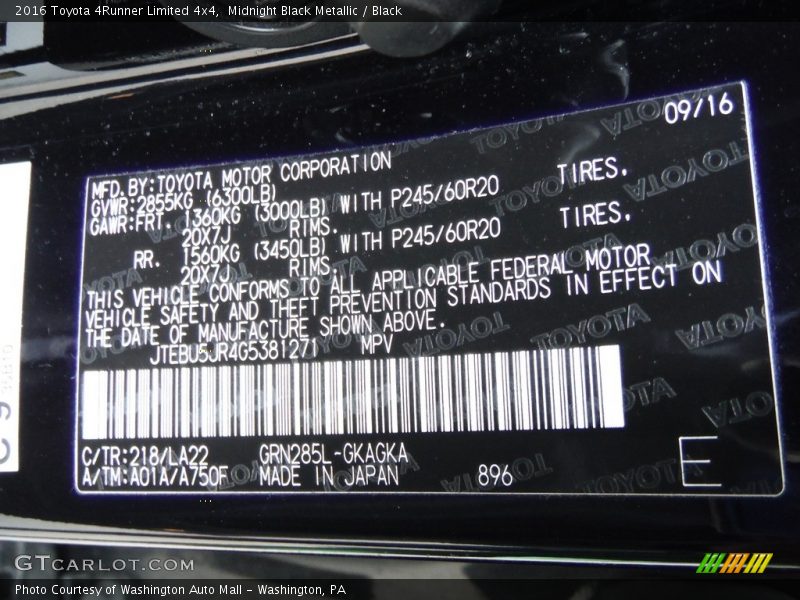 2016 Toyota 4Runner Limited 4x4, Midnight Black Metallic / Black
09/16
MFD. BY: TOYOTA MOTOR CORPORATION
GVWR: 2855KG (6300LB)
GAWR: FRT. 1360KG (3000LB) WITH P245/60R20 TIRES.
20X7J RIMS.
RR. 1560KG (3450LB) WITH P245/60R20 TIRES.
20X7J RIMS.
THIS VEHICLE CONFORMS TO ALL APPLICABLE FEDERAL MOTOR
VEHICLE SAFETY AND THEFT PREVENTION STANDARDS IN EFFECT ON
THE DATE OF MANUFACTURE SHOWN ABOVE.
JTEBU5JR4G5381271 MPV
C/TR: 218/LA22 GRN285L-GKAGKA
A/TM: A01A/A750F MADE IN JAPAN 896
E
GTCARLOT.COM
Photo Courtesy of Washington Auto Mall - Washington, PA